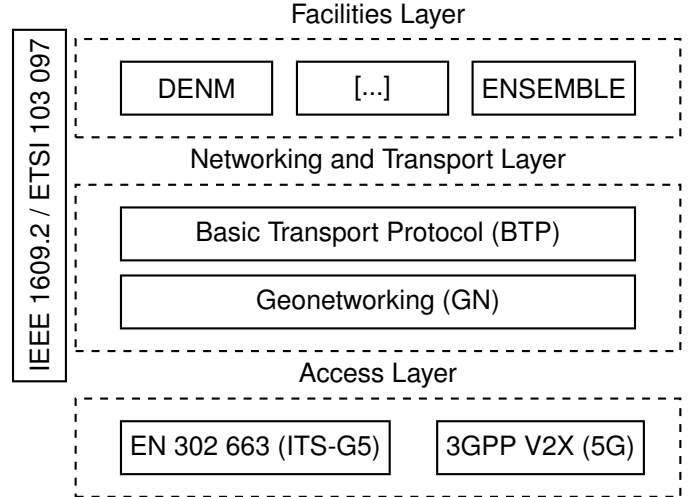 Facilities Layer
IEEE 1609.2 / ETSI 103 097
DENM
[...]
ENSEMBLE
Networking and Transport Layer
Basic Transport Protocol (BTP)
Geonetworking (GN)
Access Layer
EN 302 663 (ITS-G5)
3GPP V2X (5G)